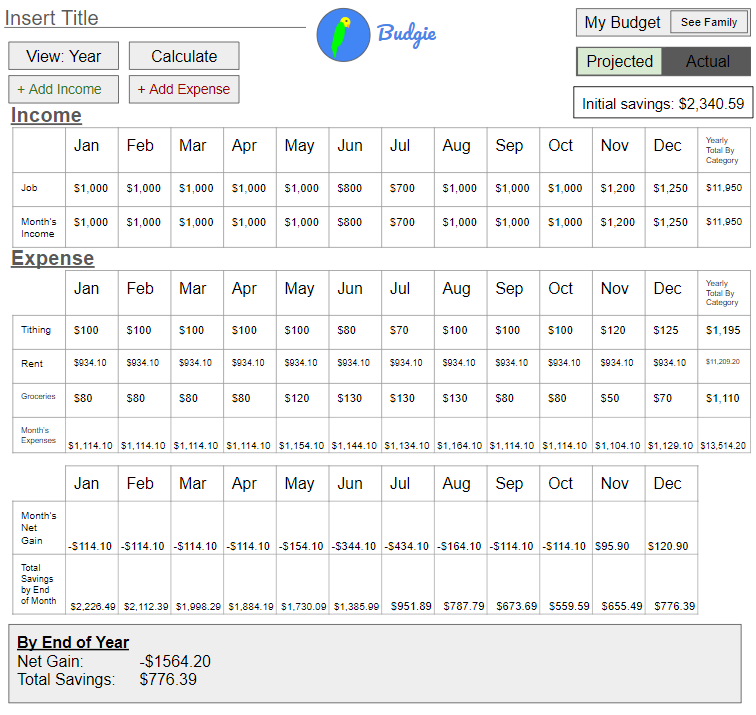 Insert Title
Budgie
My Budget See Family
View: Year Calculate
Projected Actual
+ Add Income + Add Expense
Initial savings: $2,340.59
Income
Jan Feb Mar Apr May Jun Jul Aug Sep Oct Nov Dec Yearly Total By Category
Job $1,000 $1,000 $1,000 $1,000 $1,000 $800 $700 $1,000 $1,000 $1,000 $1,200 $1,250 $11,950
Month's Income $1,000 $1,000 $1,000 $1,000 $1,000 $800 $700 $1,000 $1,000 $1,000 $1,200 $1,250 $11,950
Expense
Jan Feb Mar Apr May Jun Jul Aug Sep Oct Nov Dec Yearly Total By Category
Tithing $100 $100 $100 $100 $100 $80 $70 $100 $100 $100 $120 $125 $1,195
Rent $934.10 $934.10 $934.10 $934.10 $934.10 $934.10 $934.10 $934.10 $934.10 $934.10 $934.10 $934.10 $11,209.20
Groceries $80 $80 $80 $80 $120 $130 $130 $130 $80 $80 $50 $70 $1,110
Month's Expenses $1,114.10 $1,114.10 $1,114.10 $1,114.10 $1,154.10 $1,144.10 $1,134.10 $1,164.10 $1,114.10 $1,114.10 $1,104.10 $1,129.10 $13,514.20
Jan Feb Mar Apr May Jun Jul Aug Sep Oct Nov Dec
Month's Net Gain -$114.10 -$114.10 -$114.10 -$114.10 -$154.10 -$344.10 -$434.10 -$164.10 -$114.10 -$114.10 $95.90 $120.90
Total Savings by End of Month $2,226.49 $2,112.39 $1,998.29 $1,884.19 $1,730.09 $1,385.99 $951.89 $787.79 $673.69 $559.59 $655.49 $776.39
By End of Year
Net Gain: -$1564.20
Total Savings: $776.39